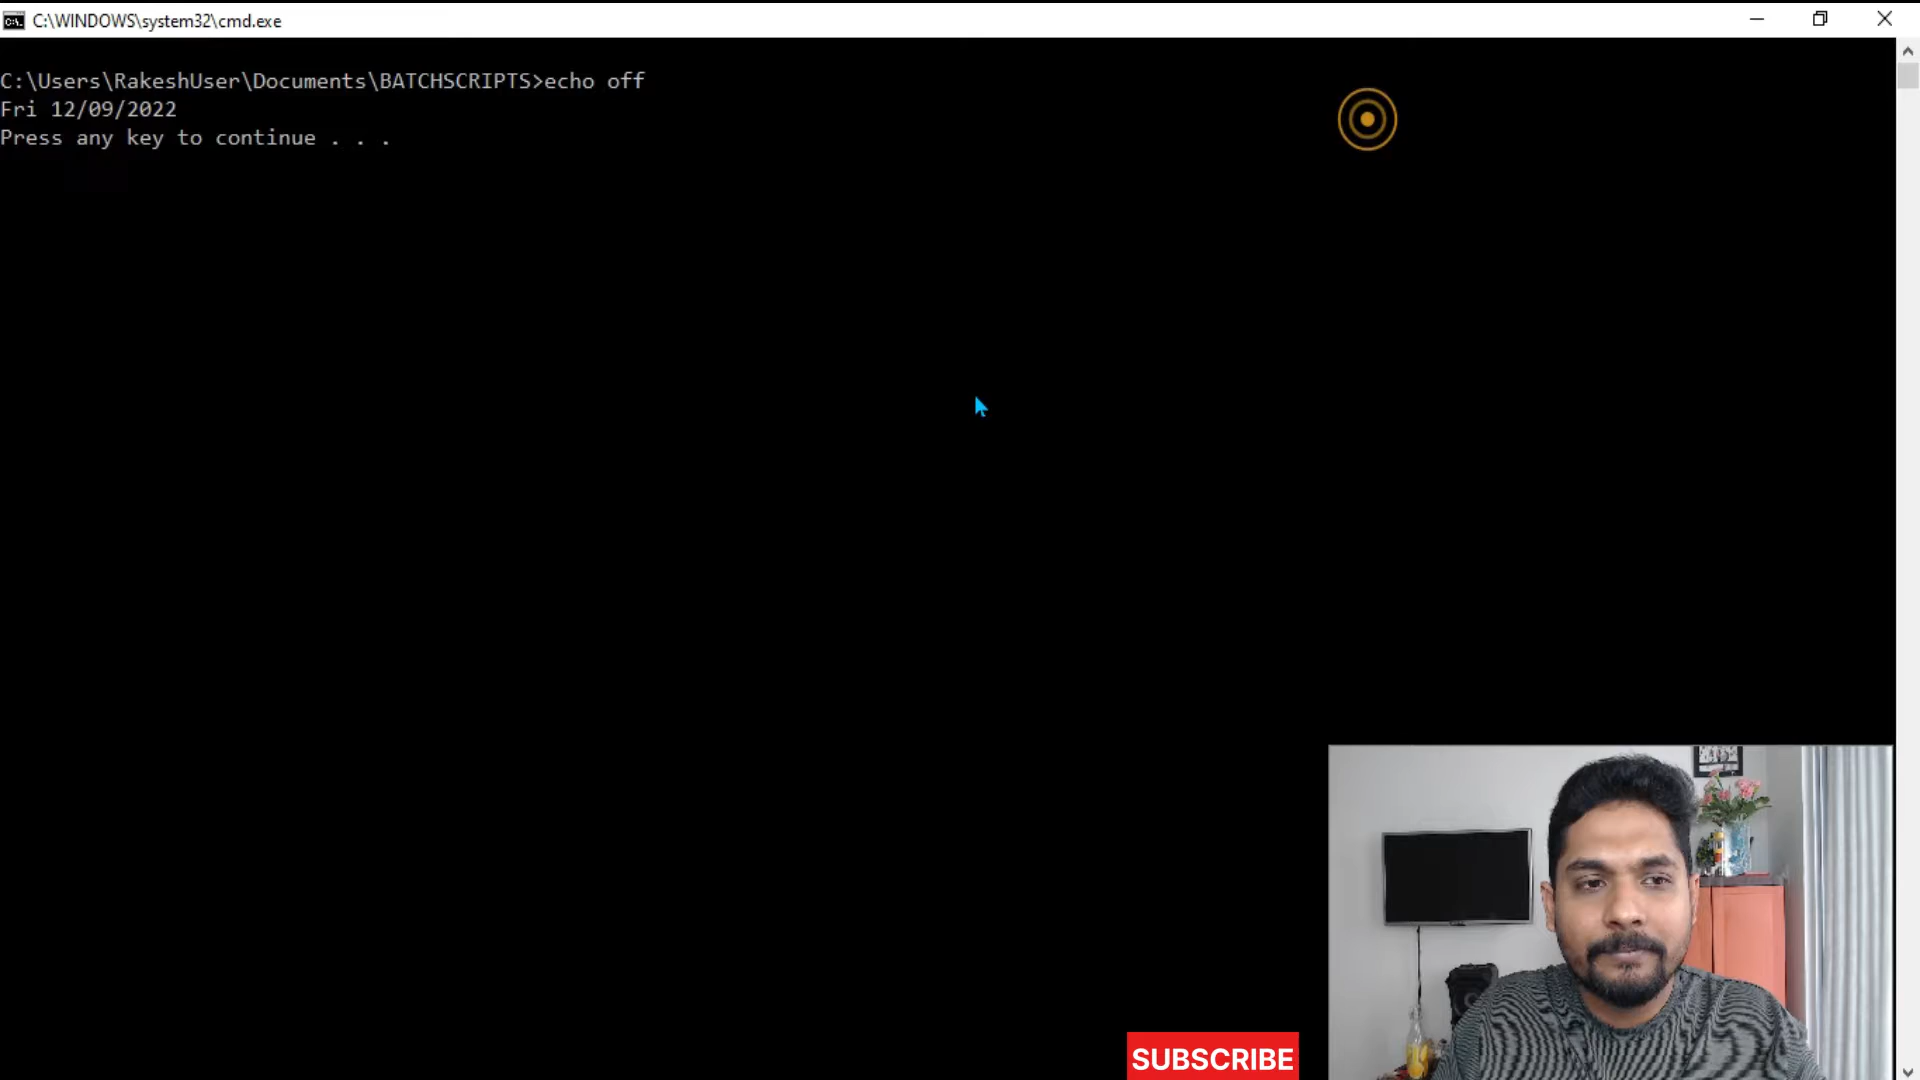 C:\WINDOWS\system32\cmd.exe
C:\Users\RakeshUser\Documents\BATCHSCRIPTS>echo off
Fri 12/09/2022
Press any key to continue . . .
SUBSCRIBE